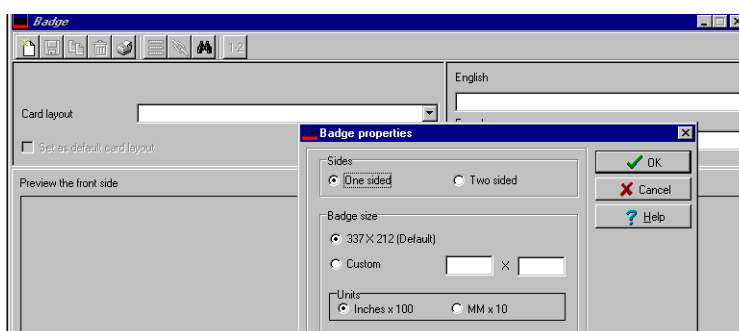 Badge
1-2
English
Card layout
Set as default card layout
Preview the front side
Badge properties
Sides
One sided
Two sided
OK
Cancel
Help
Badge size
337 X 212 (Default)
Custom
X
Units
Inches x 100
MM x 10